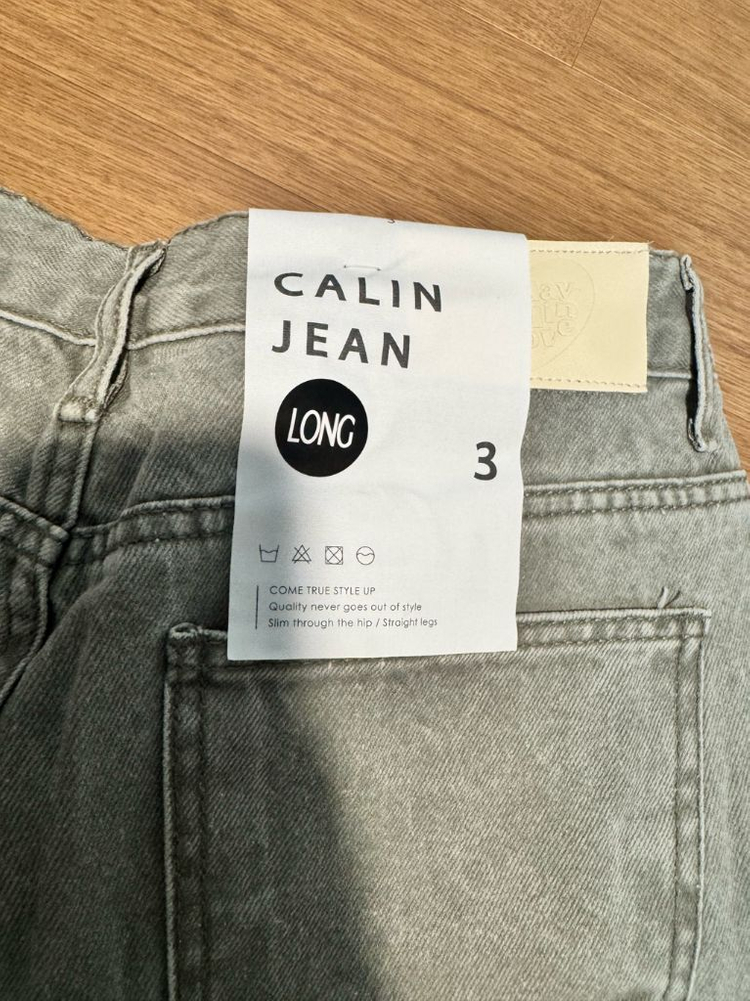 CALIN
JEAN
LONG
3
COME TRUE STYLE UP
Quality never goes out of style
Slim through the hip / Straight legs